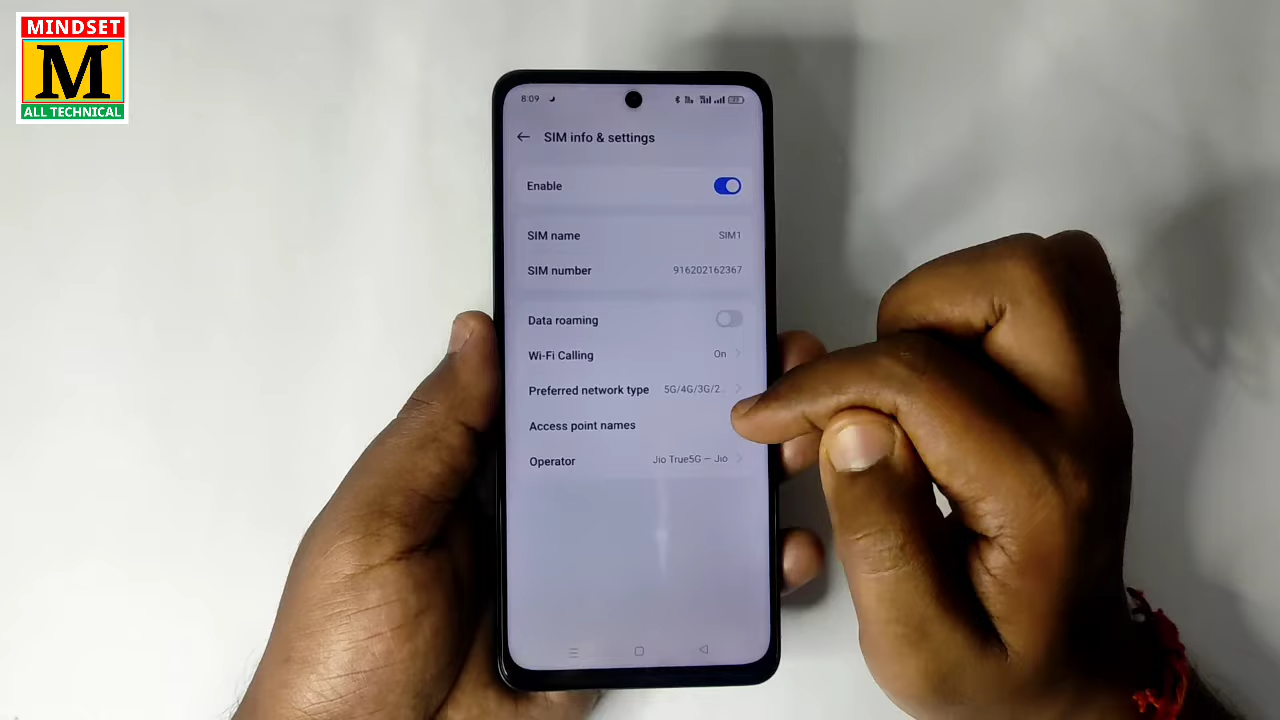 MINDSET
M
ALL TECHNICAL
8:09
SIM info & settings
Enable
SIM name SIM1
SIM number 916202162367
Data roaming
Wi-Fi Calling On
Preferred network type 5G/4G/3G/2...
Access point names
Operator Jio True5G — Jio